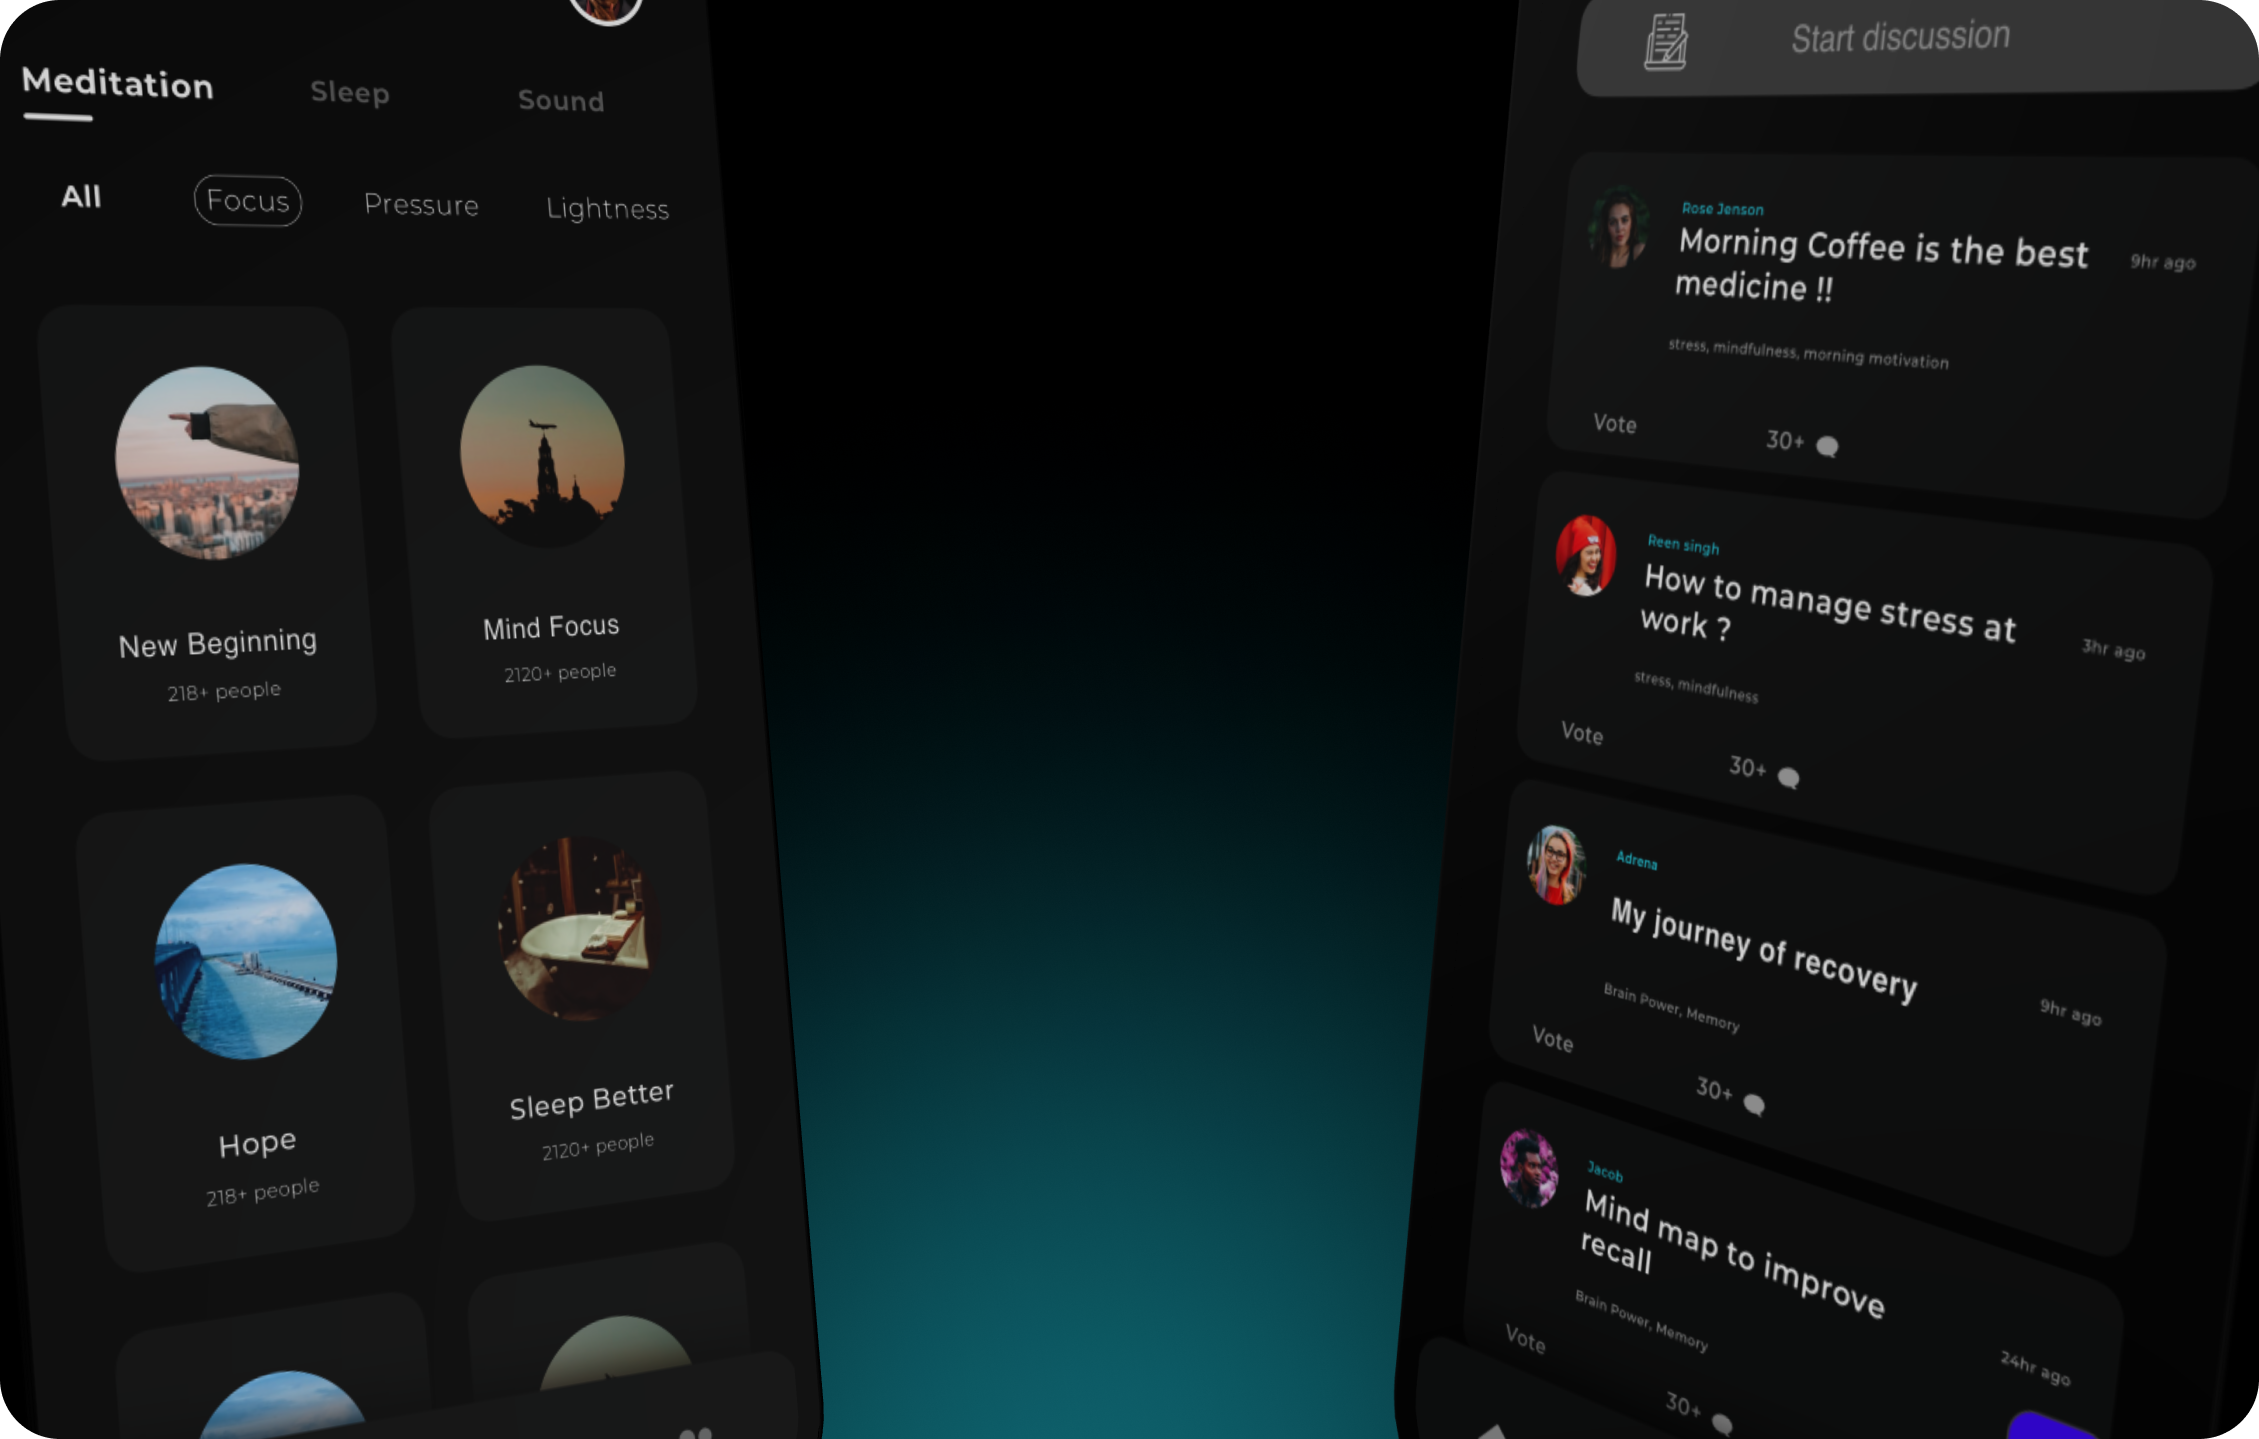 Meditation
Sleep
Sound
All
Focus
Pressure
Lightness
New Beginning
218+ people
Mind Focus
2120+ people
Hope
218+ people
Sleep Better
2120+ people
Start discussion
Rose Jenson
Morning Coffee is the best
medicine !!
9hr ago
stress, mindfulness, morning motivation
Vote
30+
Reen singh
How to manage stress at
work ?
3hr ago
stress, mindfulness
Vote
30+
Adrena
My journey of recovery
9hr ago
Brain Power, Memory
Vote
30+
Jacob
Mind map to improve
recall
24hr ago
Brain Power, Memory
Vote
30+